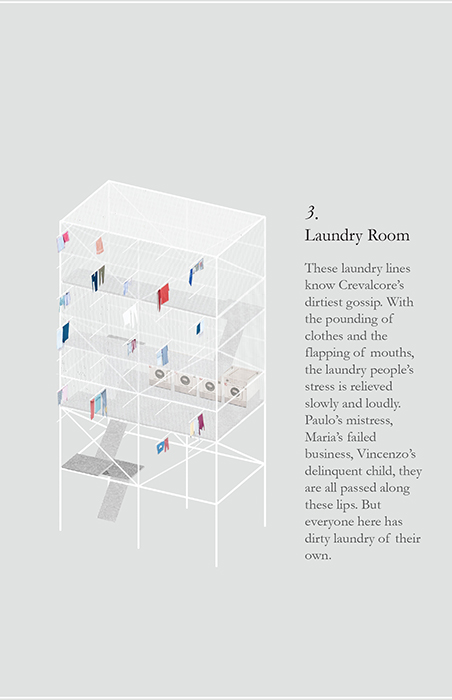 3.
Laundry Room
These laundry lines
know Crevalcore’s
dirtiest gossip. With
the pounding of
clothes and the
flapping of mouths,
the laundry people’s
stress is relieved
slowly and loudly.
Paulo’s mistress,
Maria’s failed
business, Vincenzo’s
delinquent child, they
are all passed along
these lips. But
everyone here has
dirty laundry of their
own.